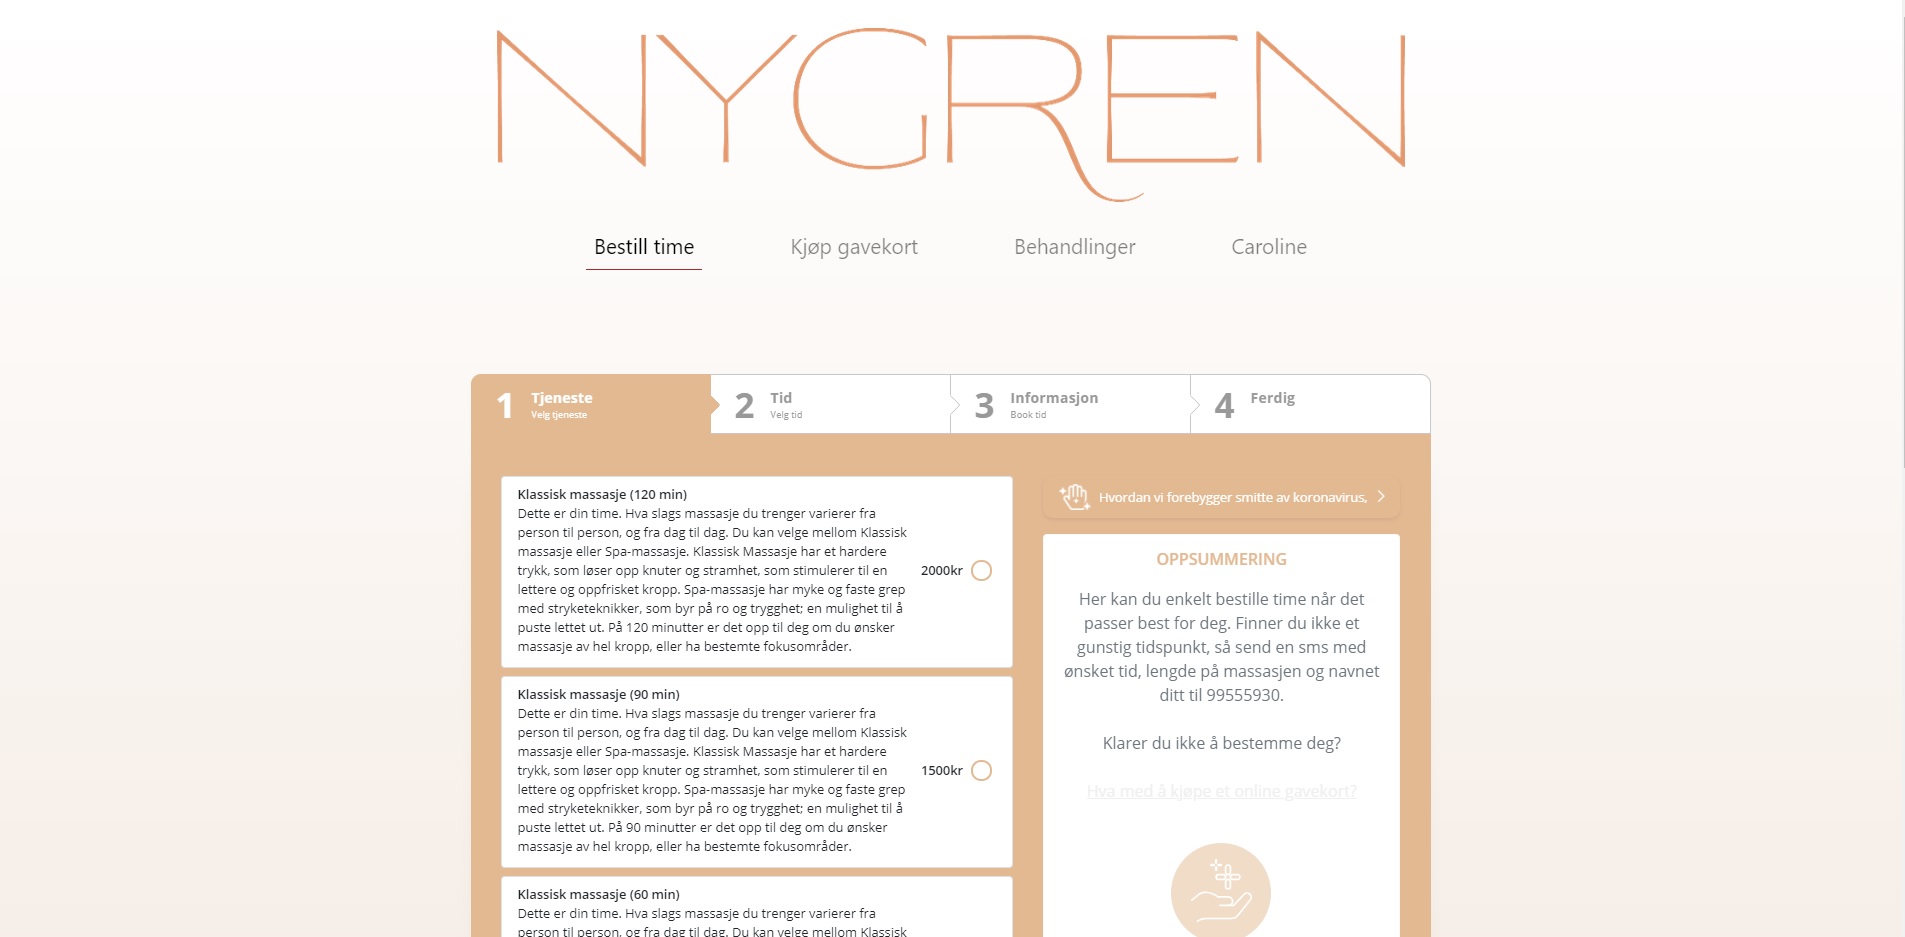 NYGREN
Bestill time
Kjøp gavekort
Behandlinger
Caroline
1 Tjeneste
Velg tjeneste
2 Tid
Velg tid
3 Informasjon
Book tid
4 Ferdig
Klassisk massasje (120 min)
Dette er din time. Hva slags massasje du trenger varierer fra
person til person, og fra dag til dag. Du kan velge mellom Klassisk
massasje eller Spa-massasje. Klassisk Massasje har et hardere
trykk, som løser opp knuter og stramhet, som stimulerer til en
lettere og oppfrisket kropp. Spa-massasje har myke og faste grep
med stryketeknikker, som byr på ro og trygghet; en mulighet til å
puste lettet ut. På 120 minutter er det opp til deg om du ønsker
massasje av hel kropp, eller ha bestemte fokusområder.
2000kr
Klassisk massasje (90 min)
Dette er din time. Hva slags massasje du trenger varierer fra
person til person, og fra dag til dag. Du kan velge mellom Klassisk
massasje eller Spa-massasje. Klassisk Massasje har et hardere
trykk, som løser opp knuter og stramhet, som stimulerer til en
lettere og oppfrisket kropp. Spa-massasje har myke og faste grep
med stryketeknikker, som byr på ro og trygghet; en mulighet til å
puste lettet ut. På 90 minutter er det opp til deg om du ønsker
massasje av hel kropp, eller ha bestemte fokusområder.
1500kr
Klassisk massasje (60 min)
Dette er din time. Hva slags massasje du trenger varierer fra
person til person, og fra dag til dag. Du kan velge mellom Klassisk
Hvordan vi forebygger smitte av koronavirus,
OPPSUMMERING
Her kan du enkelt bestille time når det
passer best for deg. Finner du ikke et
gunstig tidspunkt, så send en sms med
ønsket tid, lengde på massasjen og navnet
ditt til 99555930.
Klarer du ikke å bestemme deg?
Hva med å kjøpe et online gavekort?